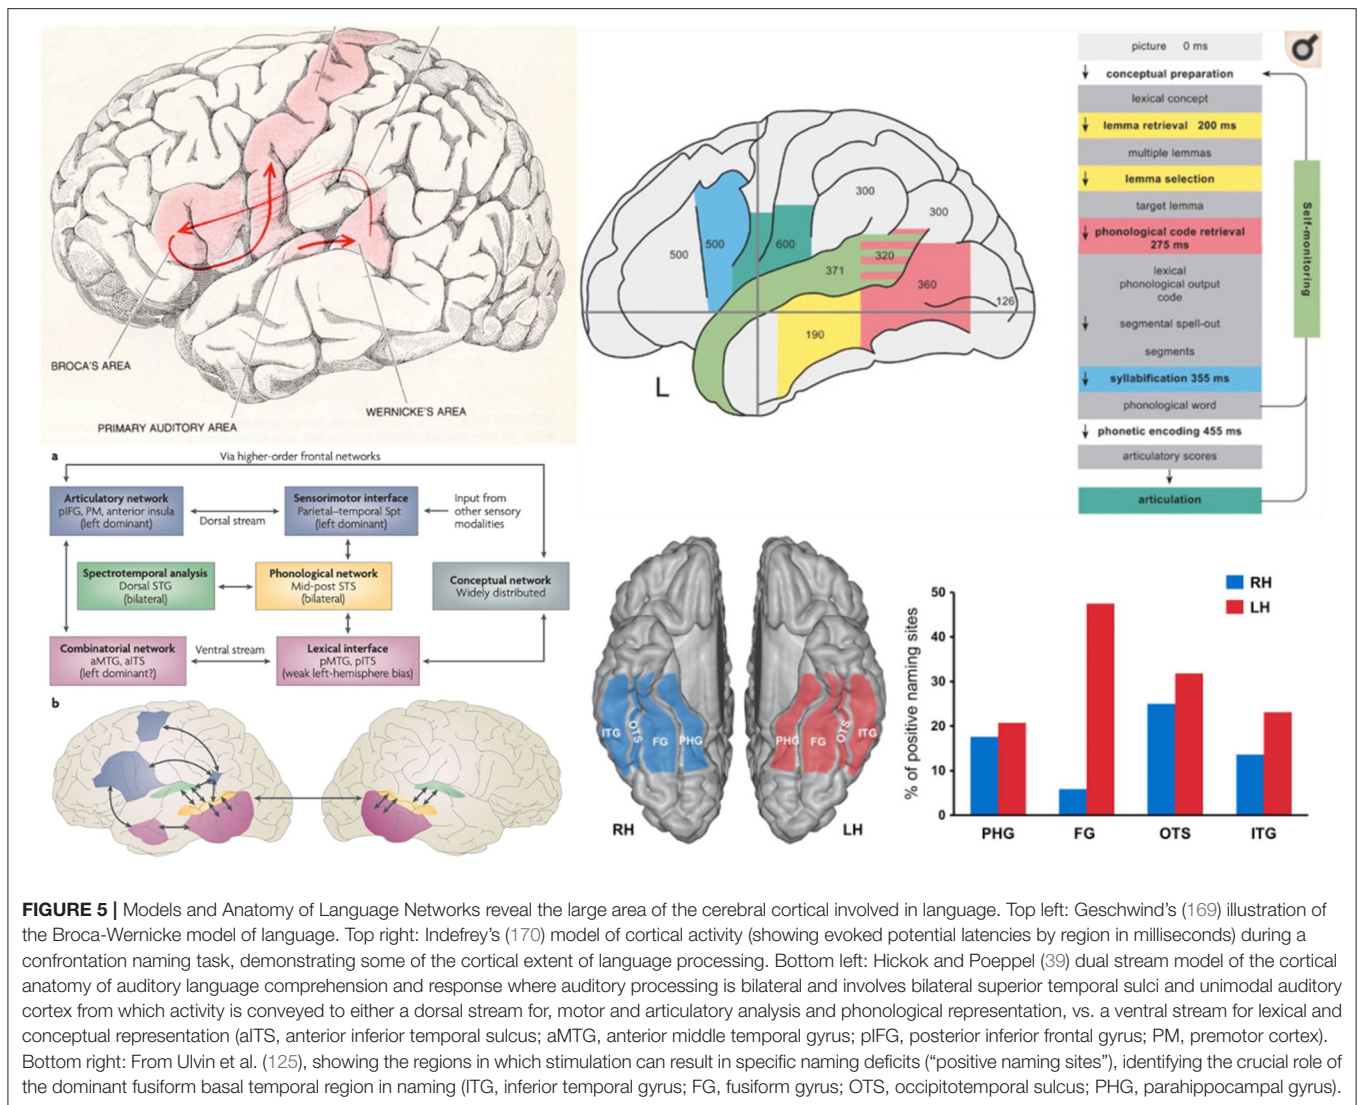 BROCA'S AREA
PRIMARY AUDITORY AREA
WERNICKE'S AREA
500
500
600
300
300
371
320
360
126
190
L
picture 0 ms
conceptual preparation
lexical concept
lemma retrieval 200 ms
multiple lemmas
lemma selection
target lemma
phonological code retrieval
275 ms
lexical
phonological output
code
segmental spell-out
segments
syllabification 355 ms
phonological word
phonetic encoding 455 ms
articulatory scores
articulation
Self-monitoring
a
Via higher-order frontal networks
Articulatory network
pIFG, PM, anterior insula
(left dominant)
Dorsal stream
Sensorimotor interface
Parietal–temporal Spt
(left dominant)
Input from
other sensory
modalities
Spectrotemporal analysis
Dorsal STG
(bilateral)
Phonological network
Mid-post STS
(bilateral)
Conceptual network
Widely distributed
Combinatorial network
aMTG, aITS
(left dominant?)
Ventral stream
Lexical interface
pMTG, pITS
(weak left-hemisphere bias)
b
ITG
OTS
FG
PHG
RH
PHG
FG
OTS
ITG
LH
RH
LH
% of positive naming sites
50
40
30
20
10
0
PHG
FG
OTS
ITG
FIGURE 5 | Models and Anatomy of Language Networks reveal the large area of the cerebral cortical involved in language. Top left: Geschwind's (169) illustration of
the Broca-Wernicke model of language. Top right: Indefrey's (170) model of cortical activity (showing evoked potential latencies by region in milliseconds) during a
confrontation naming task, demonstrating some of the cortical extent of language processing. Bottom left: Hickok and Poeppel (39) dual stream model of the cortical
anatomy of auditory language comprehension and response where auditory processing is bilateral and involves bilateral superior temporal sulci and unimodal auditory
cortex from which activity is conveyed to either a dorsal stream for, motor and articulatory analysis and phonological representation, vs. a ventral stream for lexical and
conceptual representation (aITS, anterior inferior temporal sulcus; aMTG, anterior middle temporal gyrus; pIFG, posterior inferior frontal gyrus; PM, premotor cortex).
Bottom right: From Ulvin et al. (125), showing the regions in which stimulation can result in specific naming deficits ("positive naming sites"), identifying the crucial role of
the dominant fusiform basal temporal region in naming (ITG, inferior temporal gyrus; FG, fusiform gyrus; OTS, occipitotemporal sulcus; PHG, parahippocampal gyrus).